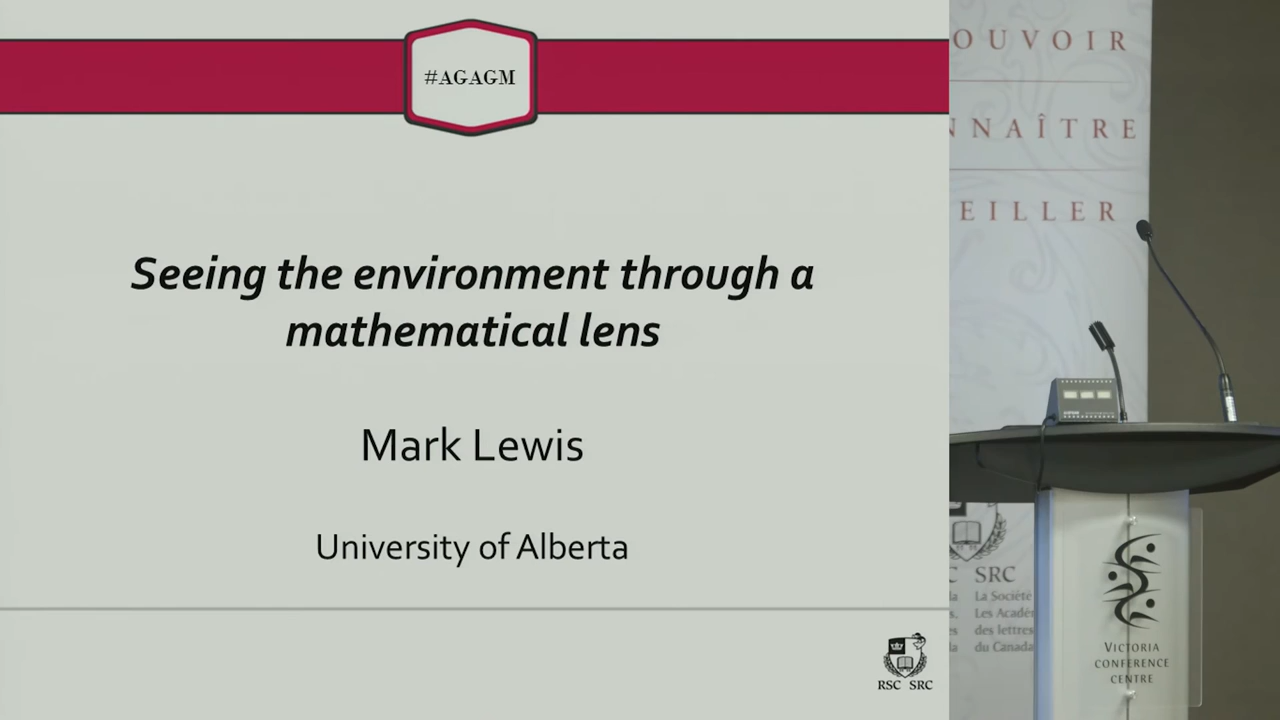 #AGAGM
Seeing the environment through a
mathematical lens
Mark Lewis
University of Alberta
RSC SRC
OUVOIR
NNAÎTRE
EILLER
SRC
La Société
Les Acadé
des lettres
du Canada
VICTORIA
CONFERENCE
CENTRE